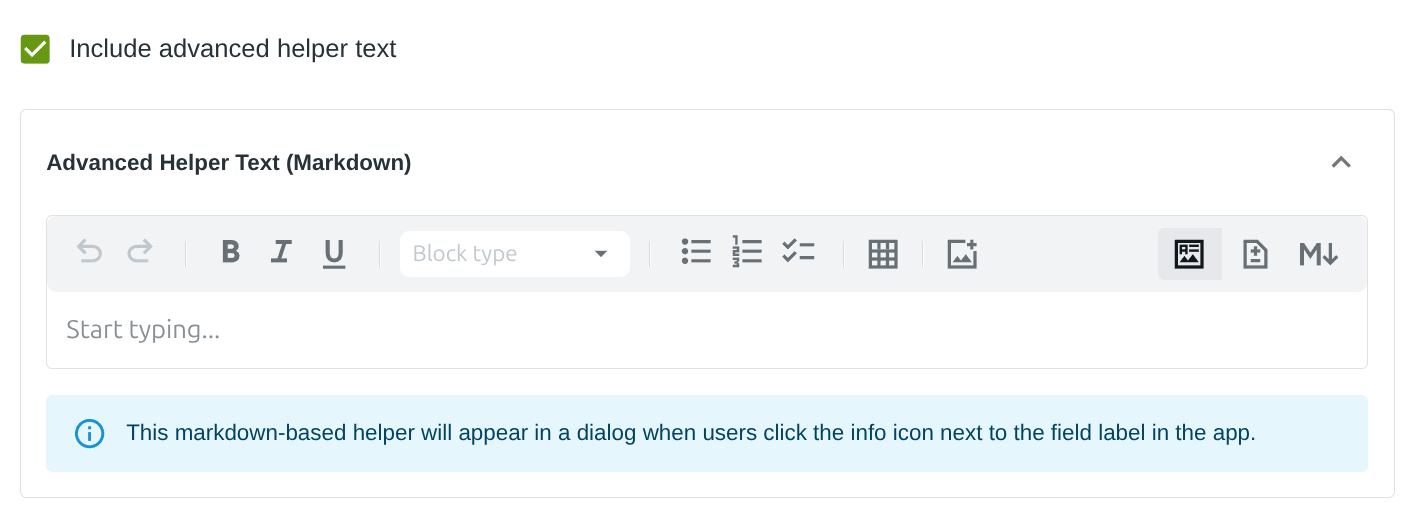 Include advanced helper text
Advanced Helper Text (Markdown)
B I U Block type M↓
Start typing...
This markdown-based helper will appear in a dialog when users click the info icon next to the field label in the app.